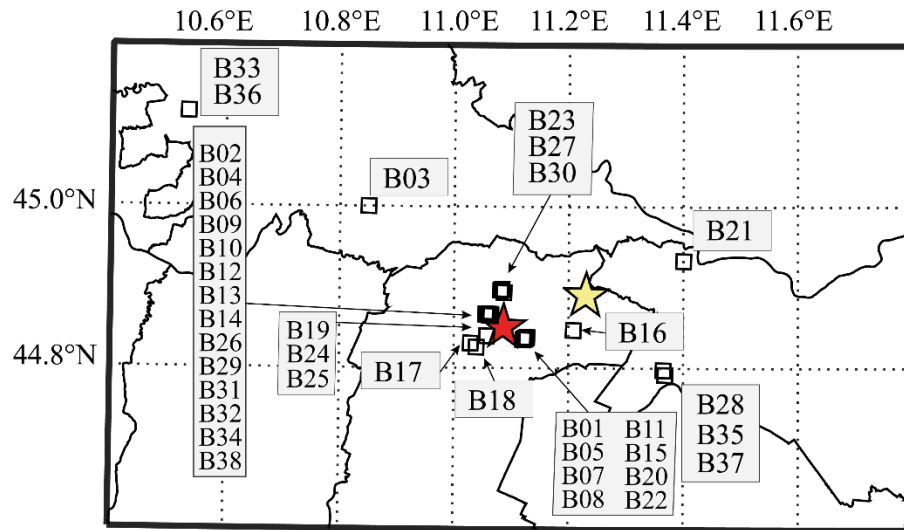 10.6°E 10.8°E 11.0°E 11.2°E 11.4°E 11.6°E
B33
B36
B02
B04
B06
B09
B10
B12
B13
B14
B26
B29
B31
B32
B34
B38
B03
B23
B27
B30
B21
45.0°N
B19
B24
B25
B17
B18
B16
44.8°N
B01 B11
B05 B15
B07 B20
B08 B22
B28
B35
B37